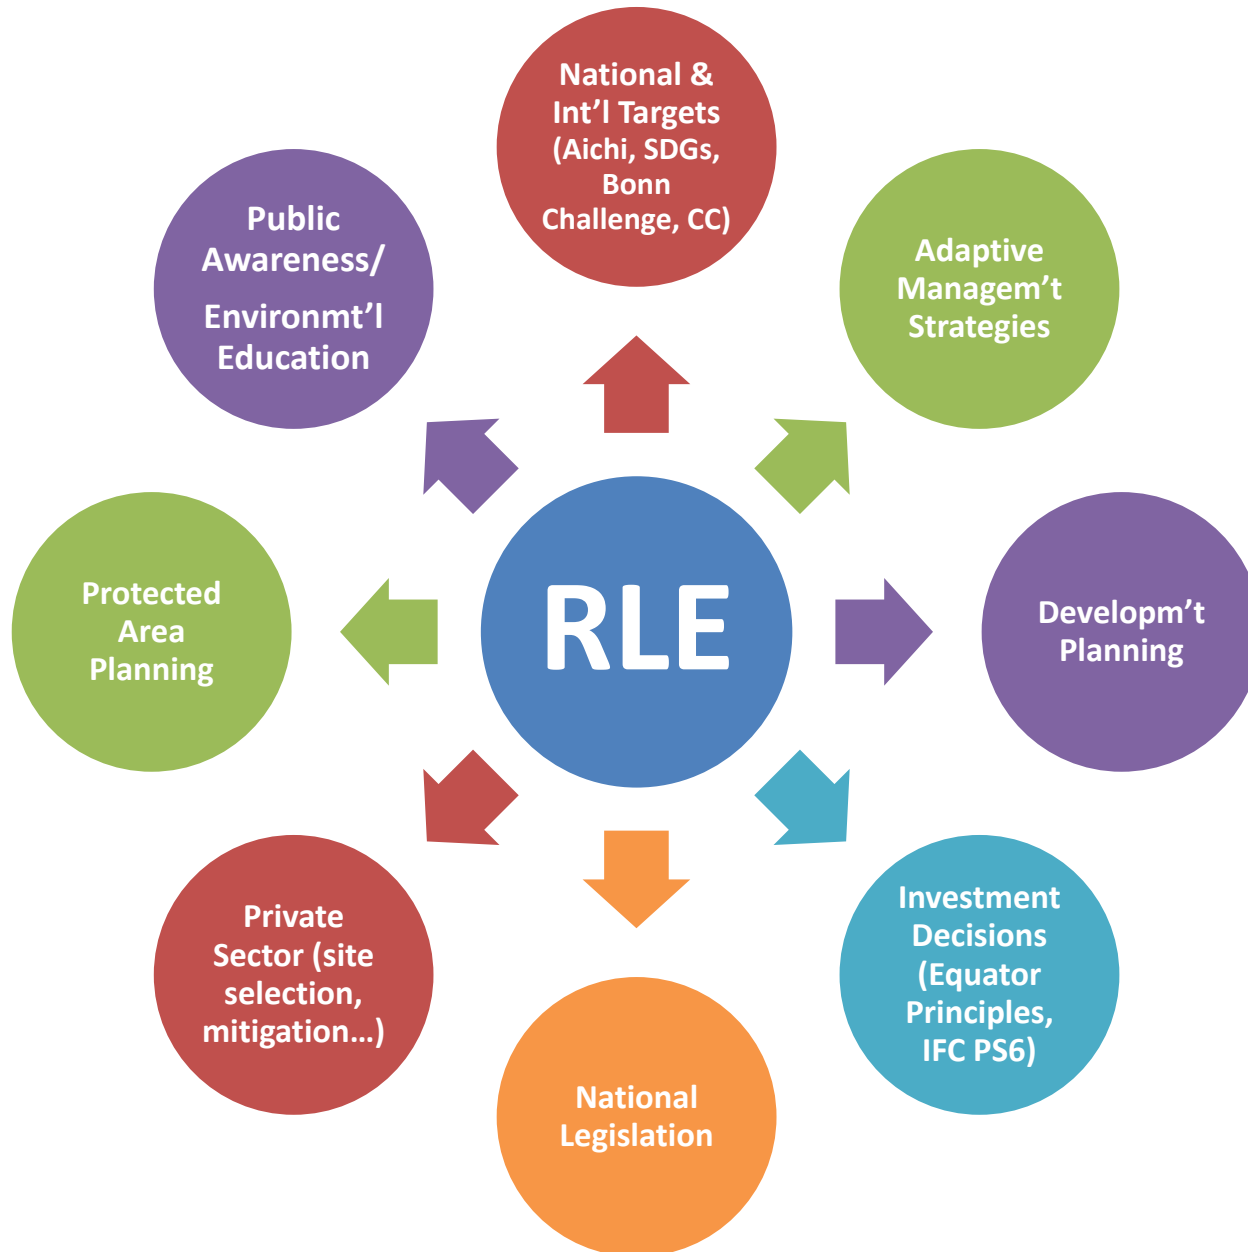 National &
Int’l Targets
(Aichi, SDGs,
Bonn
Challenge, CC)
Adaptive
Managem’t
Strategies
Developm’t
Planning
Investment
Decisions
(Equator
Principles,
IFC PS6)
National
Legislation
Private
Sector (site
selection,
mitigation…)
Protected
Area
Planning
Public
Awareness/
Environmt’l
Education
RLE